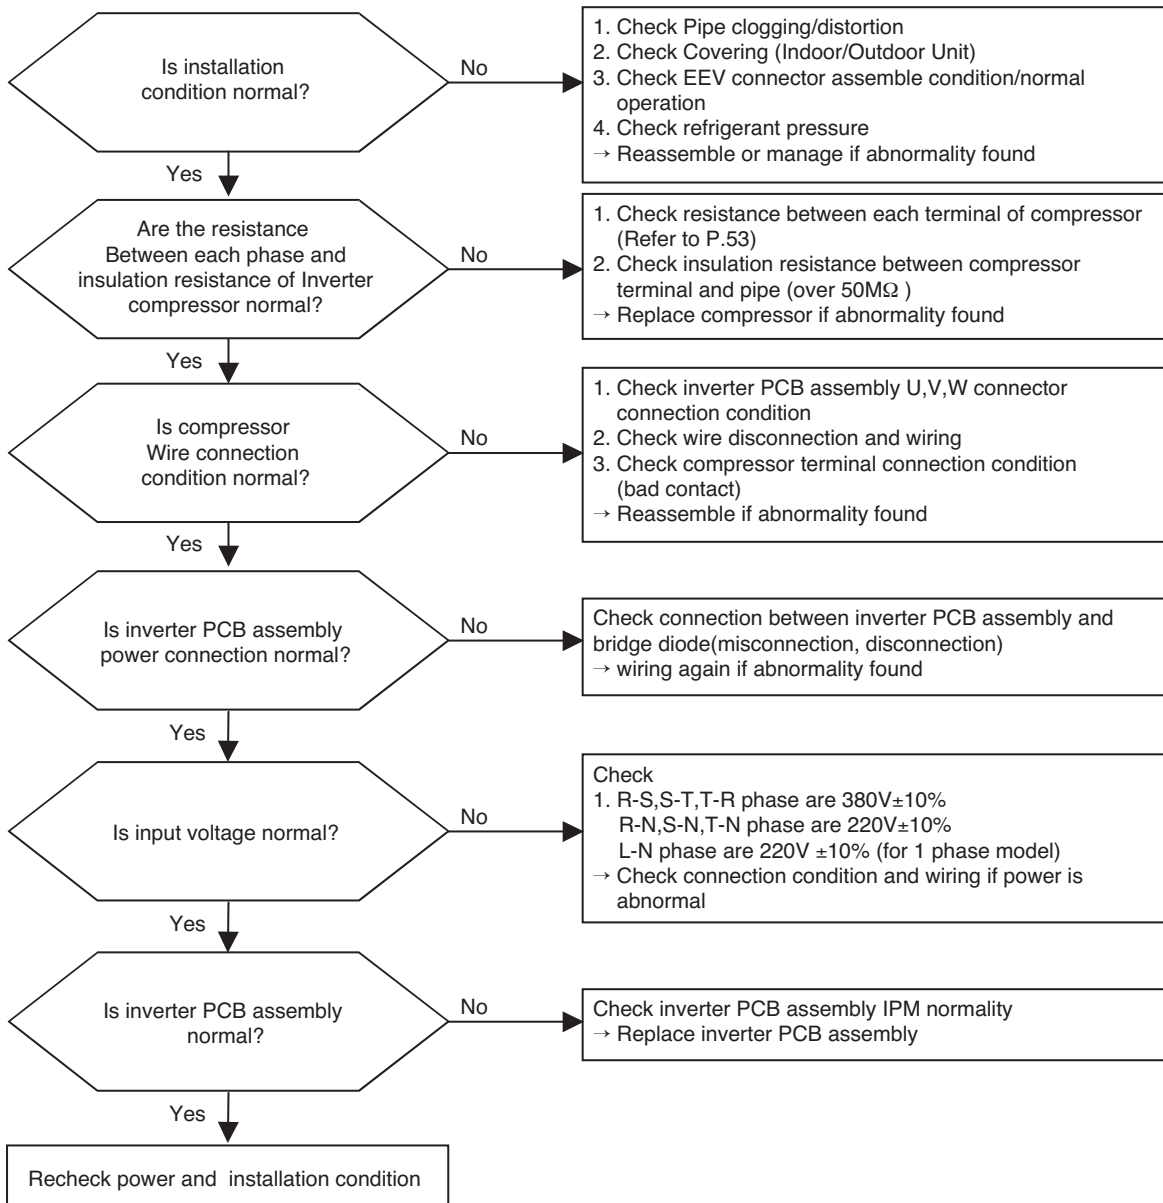 Is installation
condition normal?
No
1. Check Pipe clogging/distortion
2. Check Covering (Indoor/Outdoor Unit)
3. Check EEV connector assemble condition/normal
operation
4. Check refrigerant pressure
→ Reassemble or manage if abnormality found
Yes
Are the resistance
Between each phase and
insulation resistance of Inverter
compressor normal?
No
1. Check resistance between each terminal of compressor
(Refer to P.53)
2. Check insulation resistance between compressor
terminal and pipe (over 50MΩ )
→ Replace compressor if abnormality found
Yes
Is compressor
Wire connection
condition normal?
No
1. Check inverter PCB assembly U,V,W connector
connection condition
2. Check wire disconnection and wiring
3. Check compressor terminal connection condition
(bad contact)
→ Reassemble if abnormality found
Yes
Is inverter PCB assembly
power connection normal?
No
Check connection between inverter PCB assembly and
bridge diode(misconnection, disconnection)
→ wiring again if abnormality found
Yes
Is input voltage normal?
No
Check
1. R-S,S-T,T-R phase are 380V±10%
R-N,S-N,T-N phase are 220V±10%
L-N phase are 220V ±10% (for 1 phase model)
→ Check connection condition and wiring if power is
abnormal
Yes
Is inverter PCB assembly
normal?
No
Check inverter PCB assembly IPM normality
→ Replace inverter PCB assembly
Yes
Recheck power and installation condition